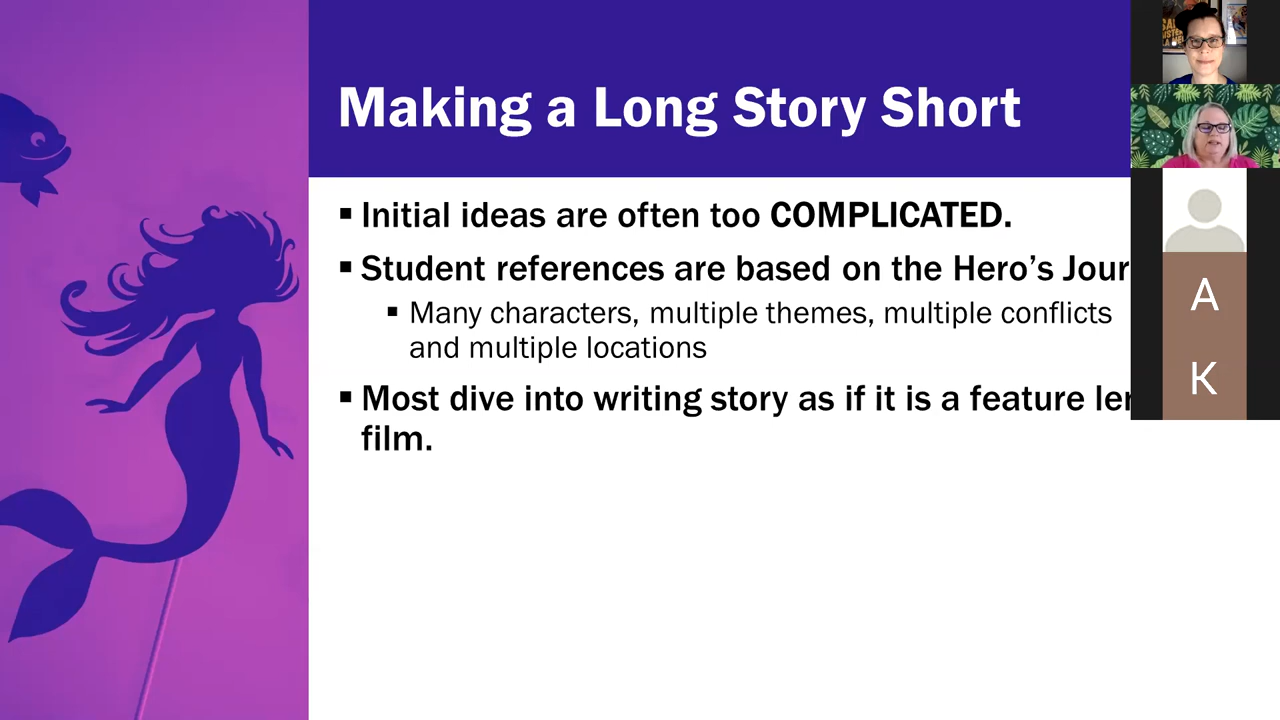 Making a Long Story Short
▪ Initial ideas are often too COMPLICATED.
▪ Student references are based on the Hero's Jour
▪ Many characters, multiple themes, multiple conflicts
and multiple locations
▪ Most dive into writing story as if it is a feature
film.
A
K